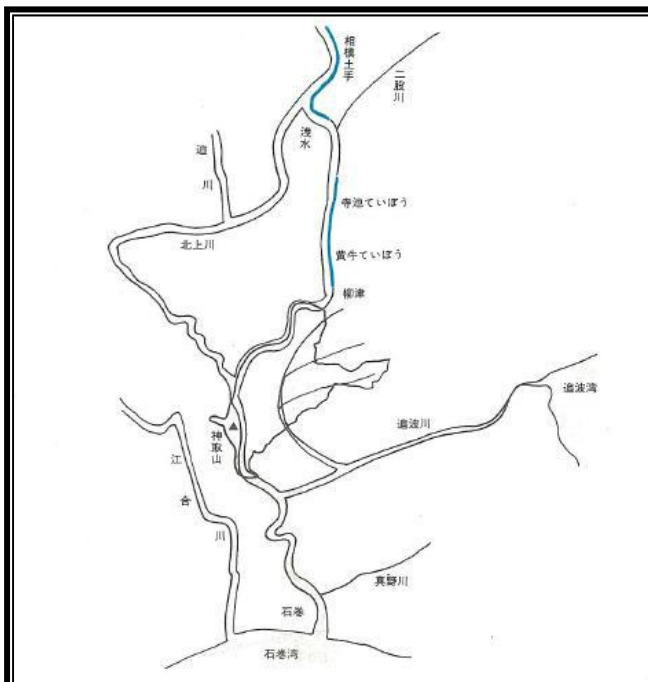 相模土手
二股川
浅水
迫川
寺池ていぼう
北上川
黄牛ていぼう
柳津
追波湾
追波川
神取山
江合川
真野川
石巻
石巻湾